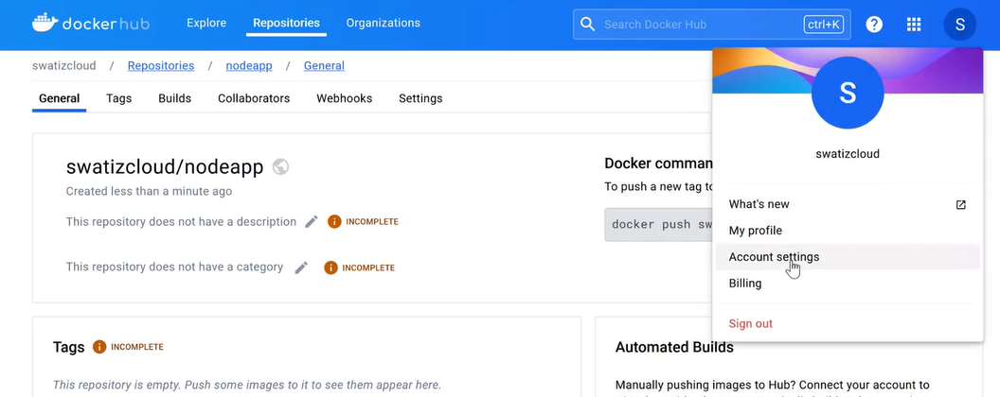 dockerhub Explore Repositories Organizations Search Docker Hub ctrl+K ? S
swatizcloud / Repositories / nodeapp / General
General Tags Builds Collaborators Webhooks Settings
S
swatizcloud
What's new
My profile
Account settings
Billing
Sign out
swatizcloud/nodeapp
Created less than a minute ago
This repository does not have a description INCOMPLETE
This repository does not have a category INCOMPLETE
Docker comman
To push a new tag to
docker push sw
Tags INCOMPLETE
This repository is empty. Push some images to it to see them appear here.
Automated Builds
Manually pushing images to Hub? Connect your account to